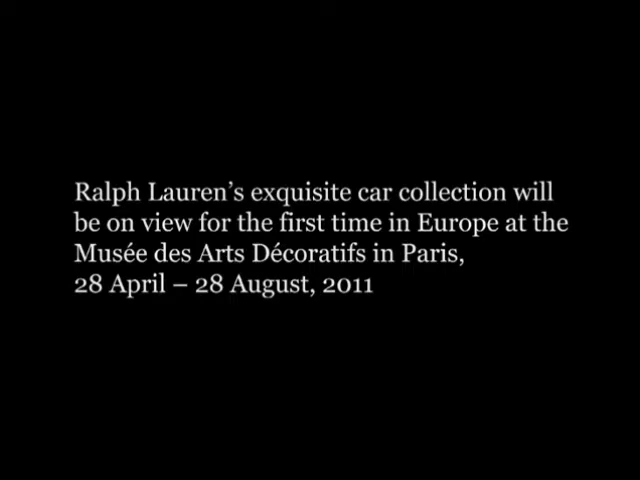 Ralph Lauren’s exquisite car collection will
be on view for the first time in Europe at the
Musée des Arts Décoratifs in Paris,
28 April – 28 August, 2011